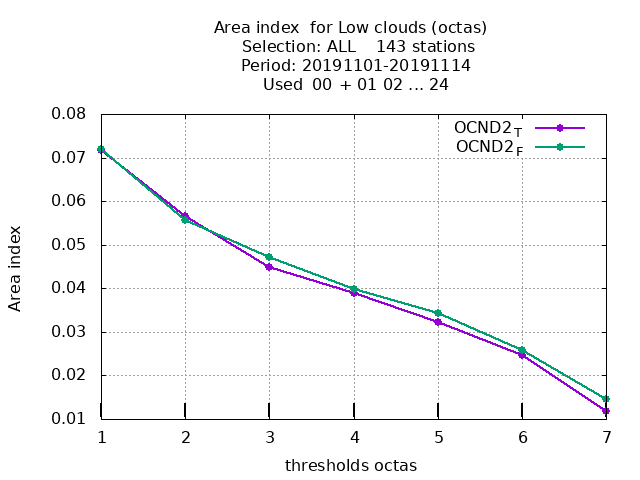 Area index  for Low clouds (octas)
Selection: ALL    143 stations
Period: 20191101-20191114
Used  00 + 01 02 ... 24
0.08
0.07
0.06
0.05
0.04
0.03
0.02
0.01
Area index
OCND2T
OCND2F
1 2 3 4 5 6 7
thresholds octas